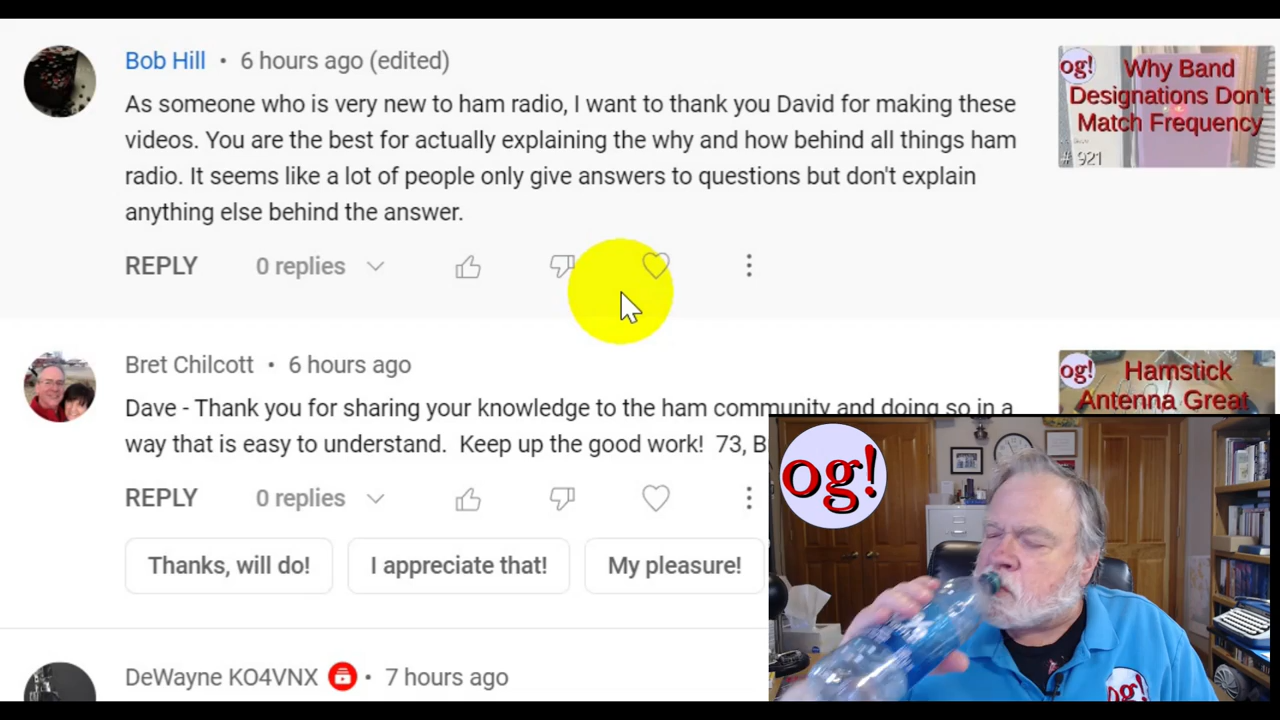 Bob Hill • 6 hours ago (edited)
As someone who is very new to ham radio, I want to thank you David for making these
videos. You are the best for actually explaining the why and how behind all things ham
radio. It seems like a lot of people only give answers to questions but don't explain
anything else behind the answer.
REPLY 0 replies
og! Why Band
Designations Don't
Match Frequency
# 921
Bret Chilcott • 6 hours ago
Dave - Thank you for sharing your knowledge to the ham community and doing so in a
way that is easy to understand. Keep up the good work! 73, B
REPLY 0 replies
Thanks, will do! I appreciate that! My pleasure!
og! Hamstick
Antenna Great
DeWayne KO4VNX • 7 hours ago
og!
og!